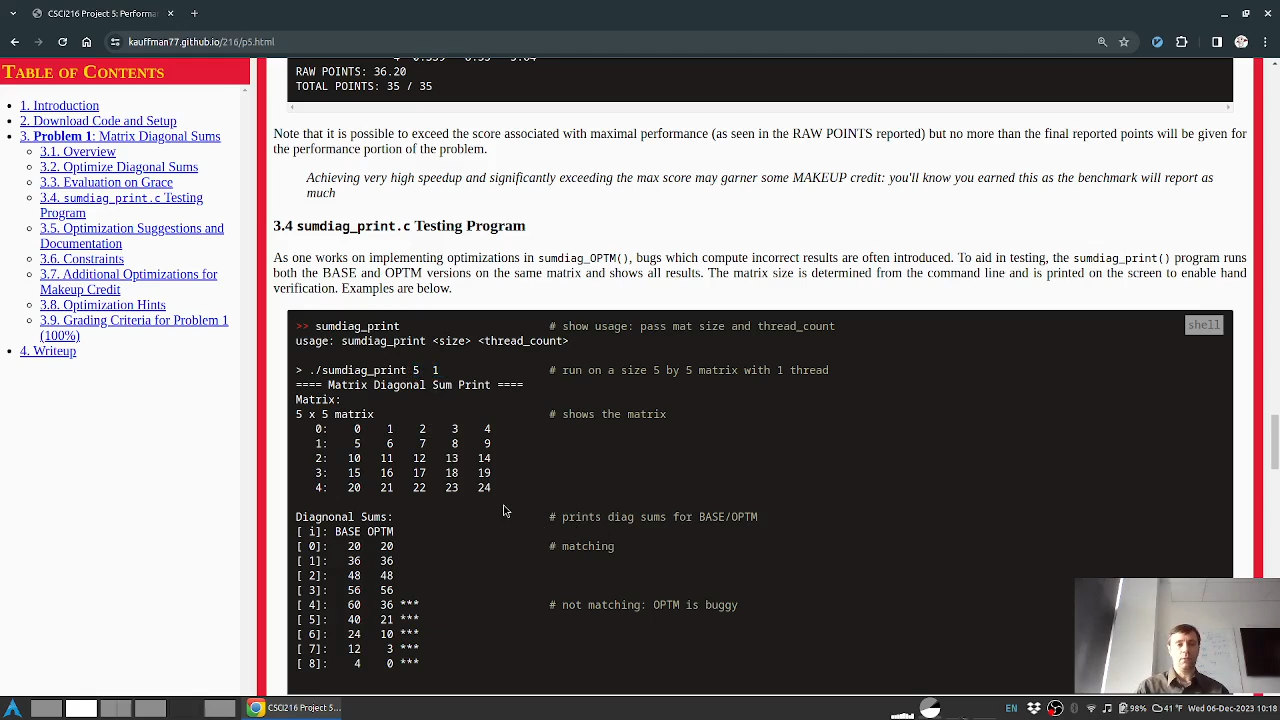 CSCI216 Project 5: Performa
kauffman77.github.io/216/p5.html
Table of Contents
1. Introduction
2. Download Code and Setup
3. Problem 1: Matrix Diagonal Sums
3.1. Overview
3.2. Optimize Diagonal Sums
3.3. Evaluation on Grace
3.4. sumdiag_print.c Testing
Program
3.5. Optimization Suggestions and
Documentation
3.6. Constraints
3.7. Additional Optimizations for
Makeup Credit
3.8. Optimization Hints
3.9. Grading Criteria for Problem 1
(100%)
4. Writeup
RAW POINTS: 36.20
TOTAL POINTS: 35 / 35
Note that it is possible to exceed the score associated with maximal performance (as seen in the RAW POINTS reported) but no more than the final reported points will be given for
the performance portion of the problem.
Achieving very high speedup and significantly exceeding the max score may garner some MAKEUP credit: you'll know you earned this as the benchmark will report as
much
3.4 sumdiag_print.c Testing Program
As one works on implementing optimizations in sumdiag_OPTM(), bugs which compute incorrect results are often introduced. To aid in testing, the sumdiag_print() program runs
both the BASE and OPTM versions on the same matrix and shows all results. The matrix size is determined from the command line and is printed on the screen to enable hand
verification. Examples are below.
shell
>> sumdiag_print # show usage: pass mat size and thread_count
usage: sumdiag_print <size> <thread_count>
> ./sumdiag_print 5 1 # run on a size 5 by 5 matrix with 1 thread
==== Matrix Diagonal Sum Print ====
Matrix:
5 x 5 matrix # shows the matrix
0: 0 1 2 3 4
1: 5 6 7 8 9
2: 10 11 12 13 14
3: 15 16 17 18 19
4: 20 21 22 23 24
Diagnonal Sums: # prints diag sums for BASE/OPTM
[ i]: BASE OPTM
[ 0]: 20 20 # matching
[ 1]: 36 36
[ 2]: 48 48
[ 3]: 56 56
[ 4]: 60 36 *** # not matching: OPTM is buggy
[ 5]: 40 21 ***
[ 6]: 24 10 ***
[ 7]: 12 3 ***
[ 8]: 4 0 ***
CSCI216 Project 5...
EN
98%
41°F
Wed 06-Dec-2023
10:18